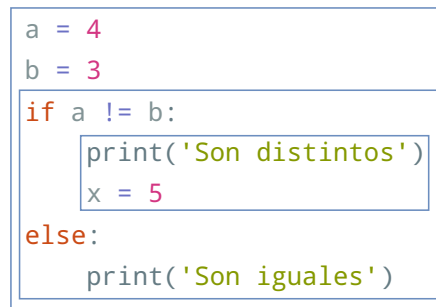 a = 4
b = 3
if a != b:
    print('Son distintos')
    x = 5
else:
    print('Son iguales')